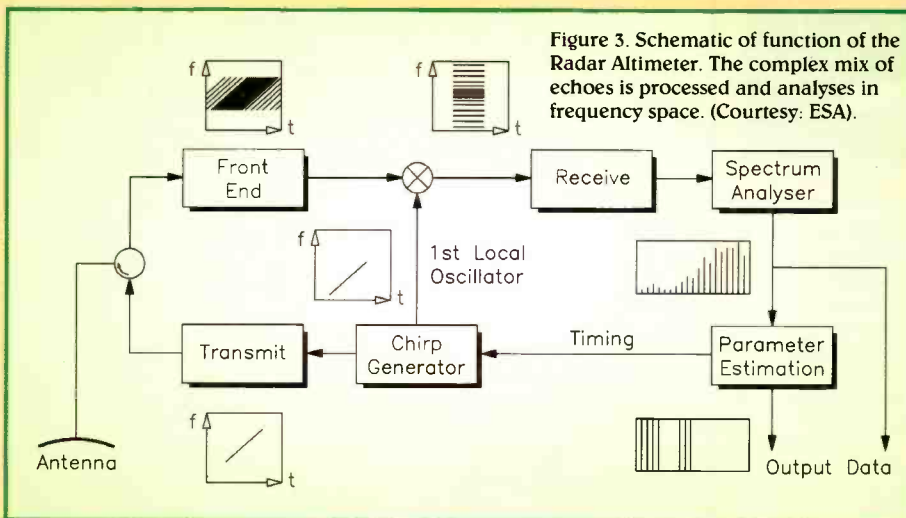 Figure 3. Schematic of function of the
Radar Altimeter. The complex mix of
echoes is processed and analyses in
frequency space. (Courtesy: ESA).
f
t
f
t
Front
End
Receive
Spectrum
Analyser
f
t
1st Local
Oscillator
Transmit
Chirp
Generator
Timing
Parameter
Estimation
f
t
Antenna
Output Data